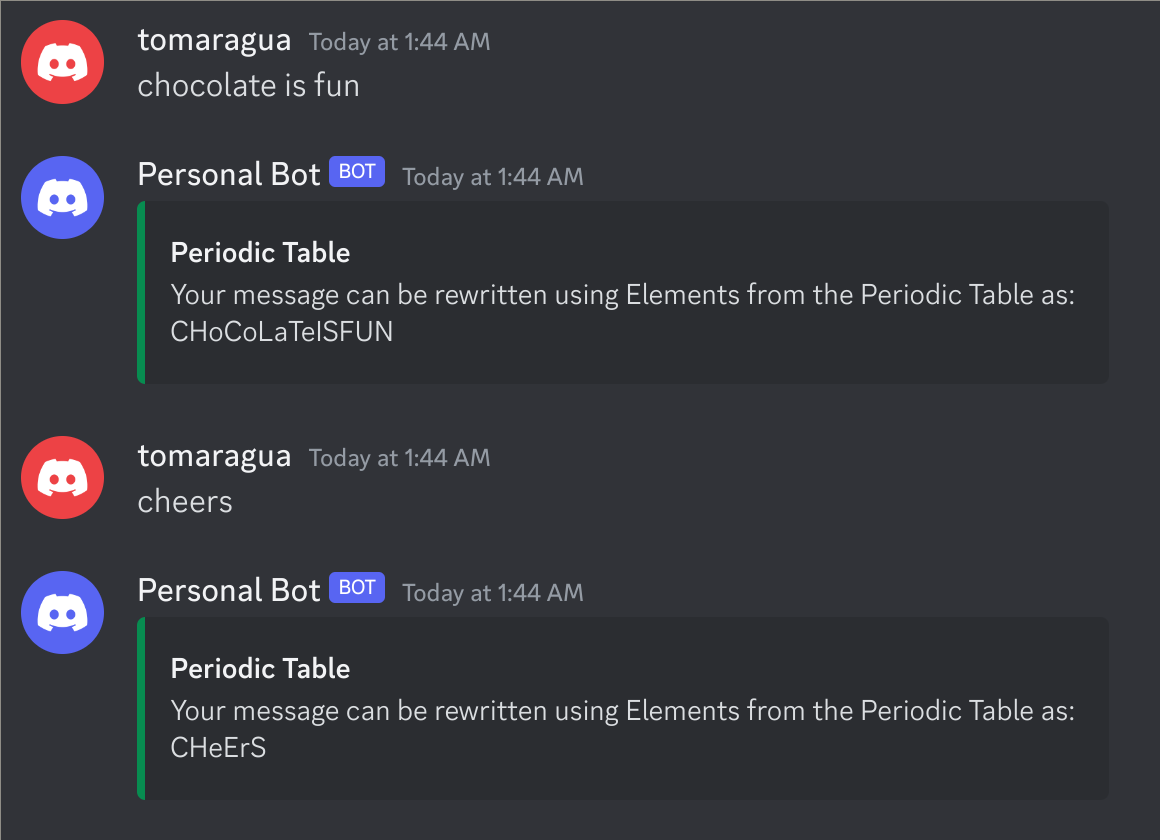 tomaragua Today at 1:44 AM
chocolate is fun
Personal Bot BOT Today at 1:44 AM
Periodic Table
Your message can be rewritten using Elements from the Periodic Table as:
CHoCoLaTeISFUN
tomaragua Today at 1:44 AM
cheers
Personal Bot BOT Today at 1:44 AM
Periodic Table
Your message can be rewritten using Elements from the Periodic Table as:
CHeErS